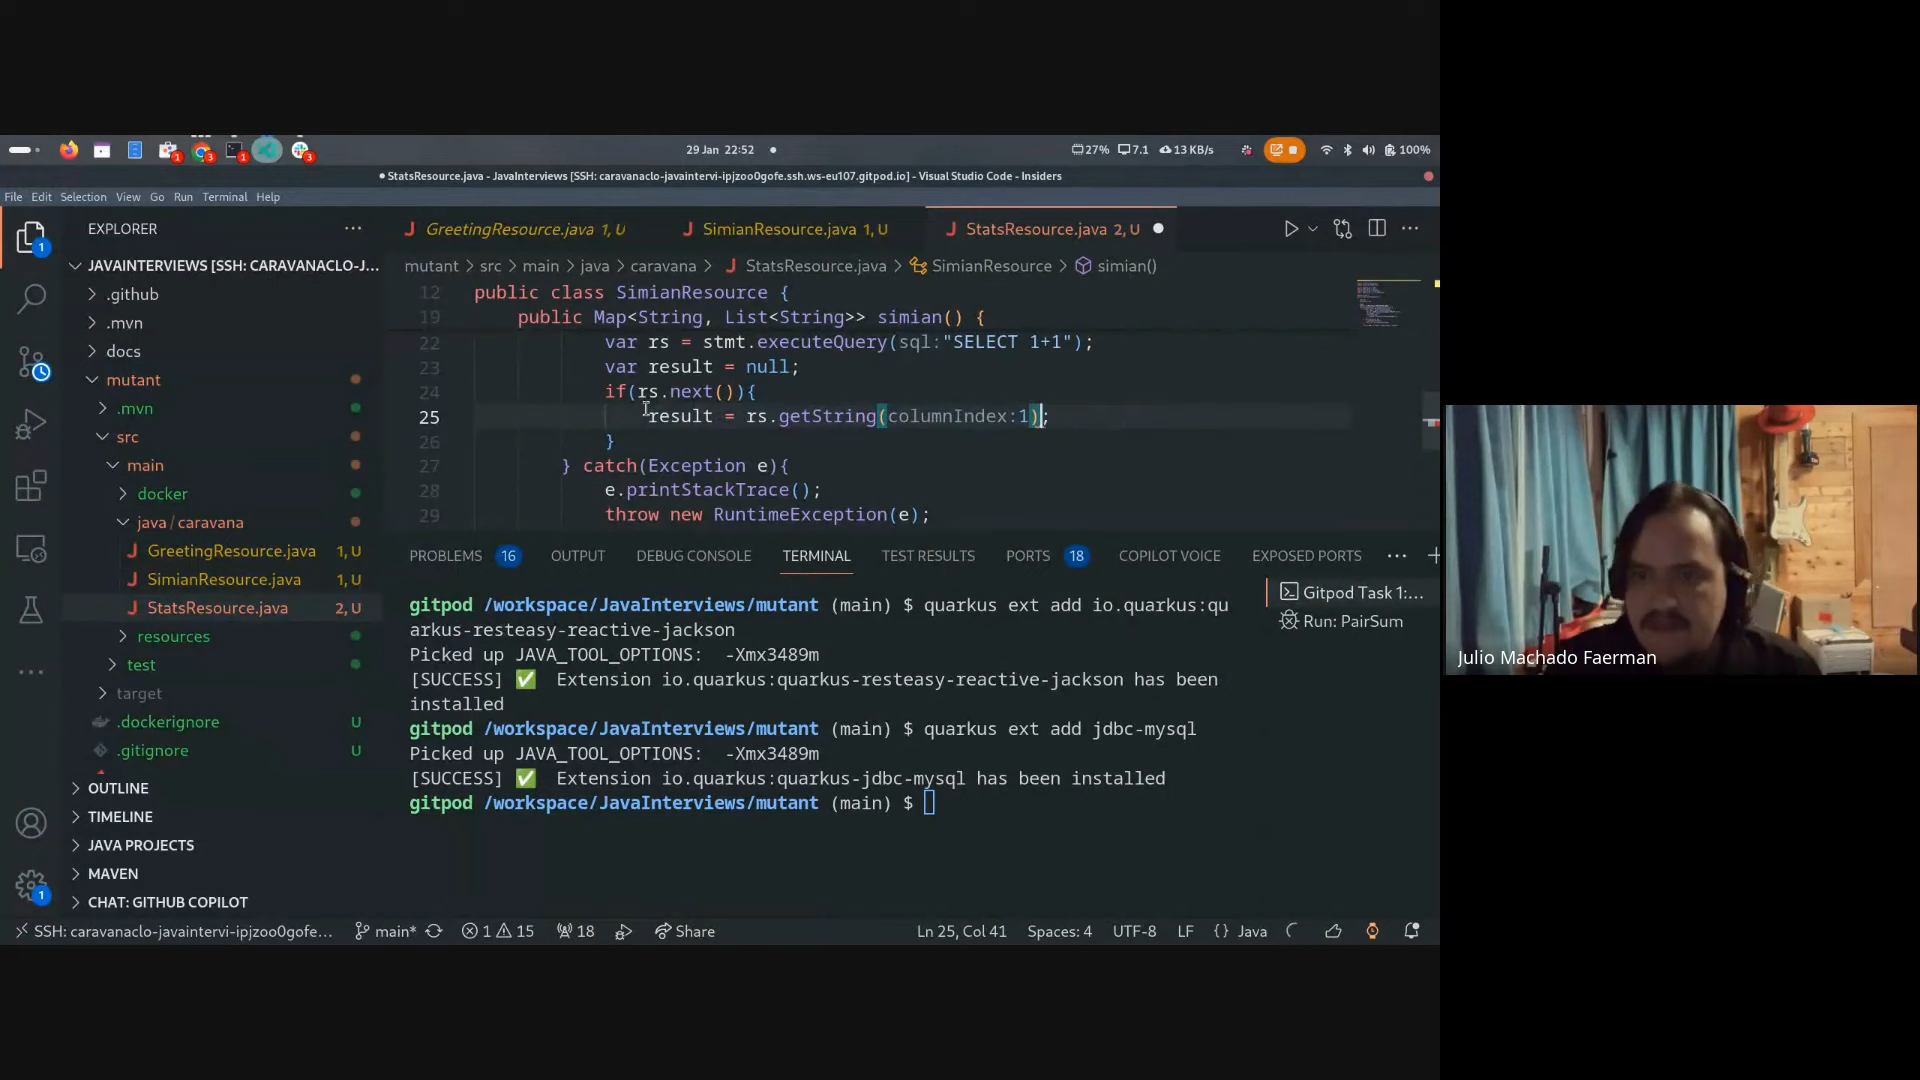 29 Jan 22:52
27%
7.1
13 KB/s
100%
StatsResource.java - JavaInterviews [SSH: caravanaclo-javaintervi-ipjzoo0gofe.ssh.ws-eu107.gitpod.io] - Visual Studio Code - Insiders
File Edit Selection View Go Run Terminal Help
EXPLORER
GreetingResource.java 1, U
SimianResource.java 1, U
StatsResource.java 2, U
JAVAINTERVIEWS [SSH: CARAVANACLO-J...
mutant > src > main > java > caravana > StatsResource.java > SimianResource > simian()
.github
.mvn
docs
mutant
.mvn
src
main
docker
java / caravana
GreetingResource.java 1, U
SimianResource.java 1, U
StatsResource.java 2, U
resources
test
target
.dockerignore U
.gitignore U
OUTLINE
TIMELINE
JAVA PROJECTS
MAVEN
CHAT: GITHUB COPILOT
12 public class SimianResource {
19 public Map<String, List<String>> simian() {
22 var rs = stmt.executeQuery(sql:"SELECT 1+1");
23 var result = null;
24 if(rs.next()){
25 result = rs.getString(columnIndex:1);
26 }
27 } catch(Exception e){
28 e.printStackTrace();
29 throw new RuntimeException(e);
PROBLEMS 16 OUTPUT DEBUG CONSOLE TERMINAL TEST RESULTS PORTS 18 COPILOT VOICE EXPOSED PORTS
gitpod /workspace/JavaInterviews/mutant (main) $ quarkus ext add io.quarkus:qu
arkus-resteasy-reactive-jackson
Picked up JAVA_TOOL_OPTIONS:  -Xmx3489m
[SUCCESS] ✅  Extension io.quarkus:quarkus-resteasy-reactive-jackson has been
installed
gitpod /workspace/JavaInterviews/mutant (main) $ quarkus ext add jdbc-mysql
Picked up JAVA_TOOL_OPTIONS:  -Xmx3489m
[SUCCESS] ✅  Extension io.quarkus:quarkus-jdbc-mysql has been installed
gitpod /workspace/JavaInterviews/mutant (main) $
Gitpod Task 1:...
Run: PairSum
SSH: caravanaclo-javaintervi-ipjzoo0gofe... main* 1 15 18 Share Ln 25, Col 41 Spaces: 4 UTF-8 LF {} Java
Julio Machado Faerman